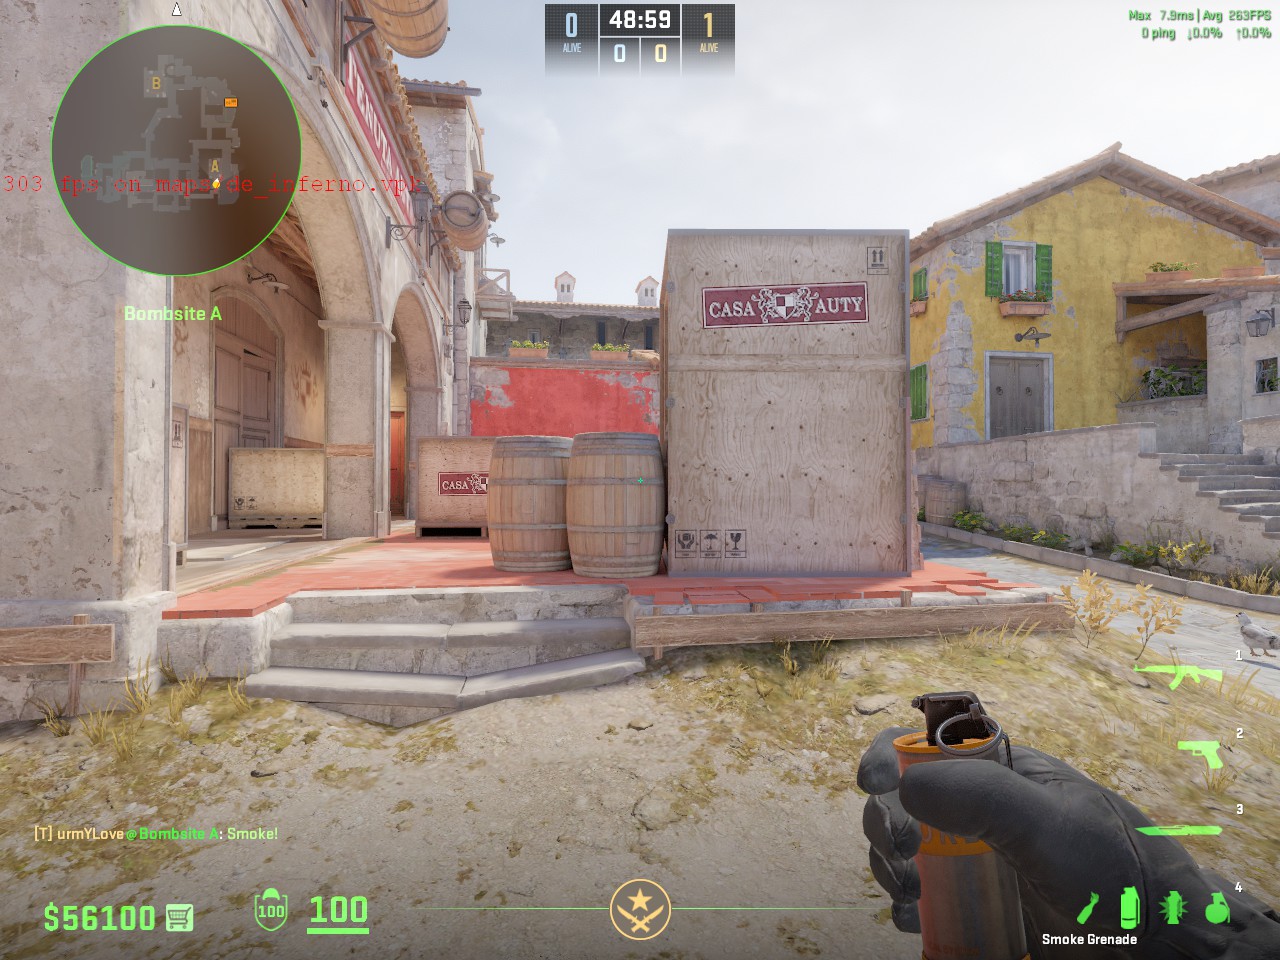 0
ALIVE
48:59
0 0
1
ALIVE
Max 7.9ms | Avg 263FPS
0 ping ↓0.0% ↑0.0%
B
A
303 fps on maps/de_inferno.vpk
Bombsite A
TENUTA
CASA AUTY
CASA
1
2
3
[T] urmYLove@Bombsite A: Smoke!
4
$56100
100
100
Smoke Grenade